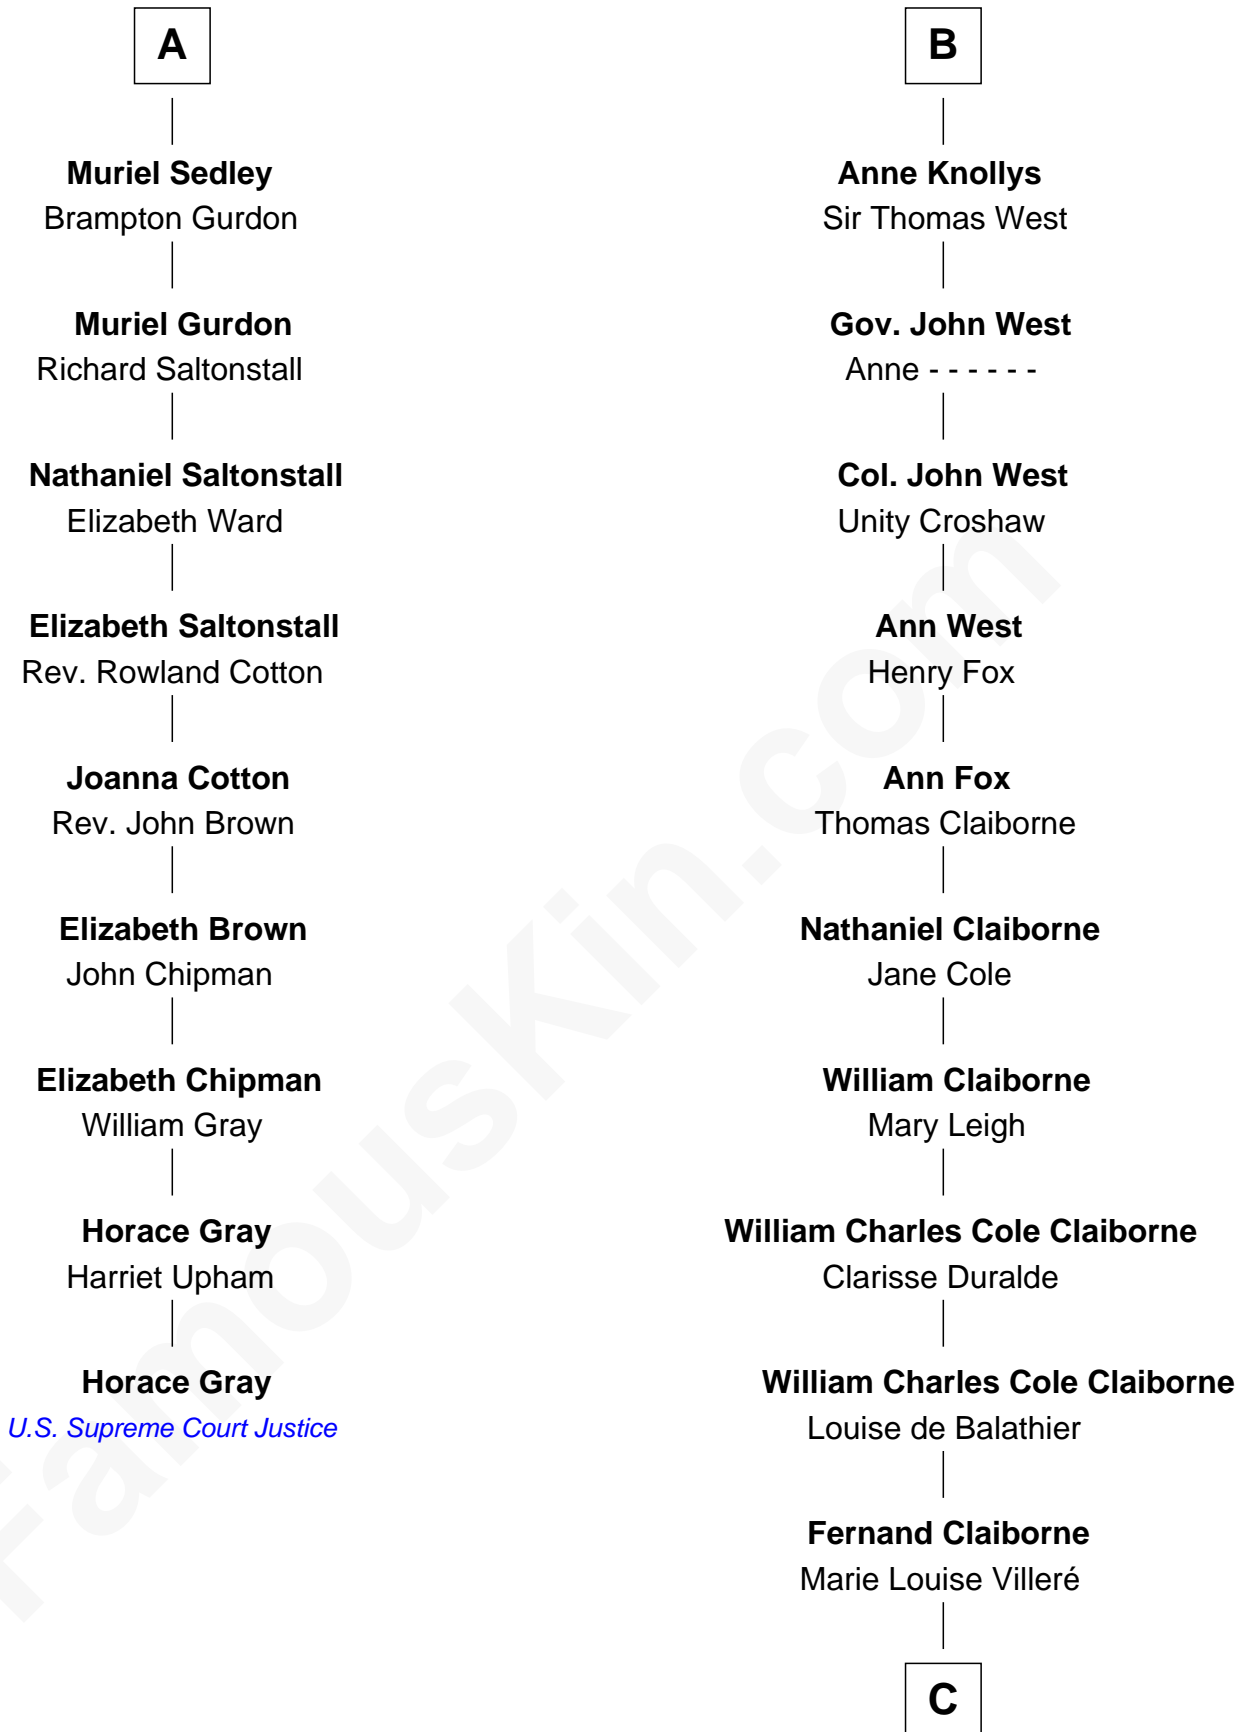 A
Muriel Sedley
Brampton Gurdon
Muriel Gurdon
Richard Saltonstall
Nathaniel Saltonstall
Elizabeth Ward
Elizabeth Saltonstall
Rev. Rowland Cotton
Joanna Cotton
Rev. John Brown
Elizabeth Brown
John Chipman
Elizabeth Chipman
William Gray
Horace Gray
Harriet Upham
Horace Gray
U.S. Supreme Court Justice
B
Anne Knollys
Sir Thomas West
Gov. John West
Anne - - - - - -
Col. John West
Unity Croshaw
Ann West
Henry Fox
Ann Fox
Thomas Claiborne
Nathaniel Claiborne
Jane Cole
William Claiborne
Mary Leigh
William Charles Cole Claiborne
Clarisse Duralde
William Charles Cole Claiborne
Louise de Balathier
Fernand Claiborne
Marie Louise Villeré
C
FamousKin.com